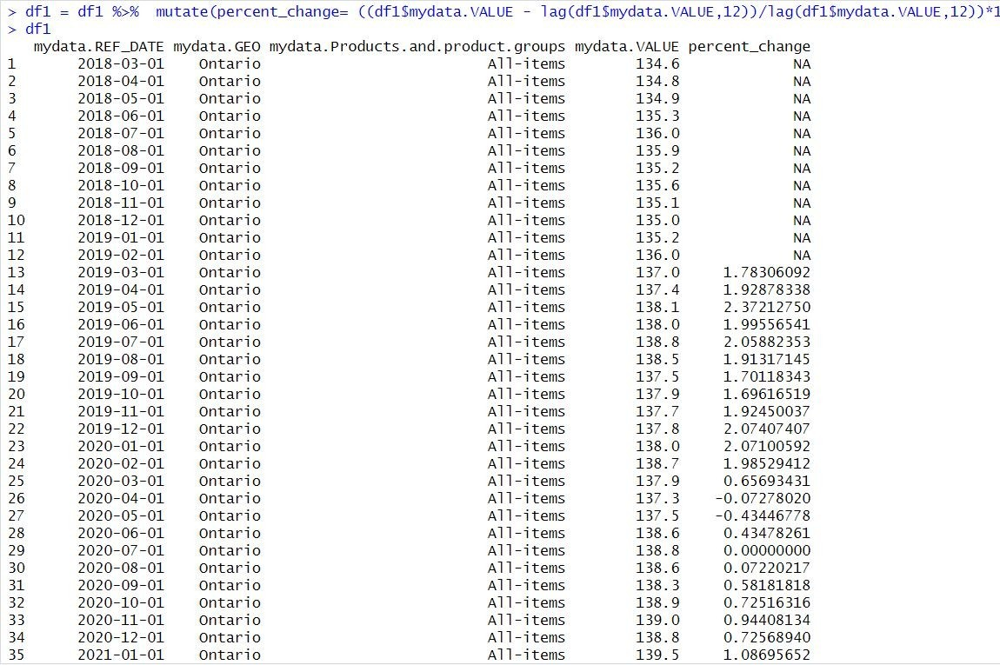 > df1 = df1 %>%  mutate(percent_change= ((df1$mydata.VALUE - lag(df1$mydata.VALUE,12))/lag(df1$mydata.VALUE,12))*1
> df1
   mydata.REF_DATE mydata.GEO mydata.Products.and.product.groups mydata.VALUE percent_change
1       2018-03-01    Ontario                          All-items        134.6             NA
2       2018-04-01    Ontario                          All-items        134.8             NA
3       2018-05-01    Ontario                          All-items        134.9             NA
4       2018-06-01    Ontario                          All-items        135.3             NA
5       2018-07-01    Ontario                          All-items        136.0             NA
6       2018-08-01    Ontario                          All-items        135.9             NA
7       2018-09-01    Ontario                          All-items        135.2             NA
8       2018-10-01    Ontario                          All-items        135.6             NA
9       2018-11-01    Ontario                          All-items        135.1             NA
10      2018-12-01    Ontario                          All-items        135.0             NA
11      2019-01-01    Ontario                          All-items        135.2             NA
12      2019-02-01    Ontario                          All-items        136.0             NA
13      2019-03-01    Ontario                          All-items        137.0     1.78306092
14      2019-04-01    Ontario                          All-items        137.4     1.92878338
15      2019-05-01    Ontario                          All-items        138.1     2.37212750
16      2019-06-01    Ontario                          All-items        138.0     1.99556541
17      2019-07-01    Ontario                          All-items        138.8     2.05882353
18      2019-08-01    Ontario                          All-items        138.5     1.91317145
19      2019-09-01    Ontario                          All-items        137.5     1.70118343
20      2019-10-01    Ontario                          All-items        137.9     1.69616519
21      2019-11-01    Ontario                          All-items        137.7     1.92450037
22      2019-12-01    Ontario                          All-items        137.8     2.07407407
23      2020-01-01    Ontario                          All-items        138.0     2.07100592
24      2020-02-01    Ontario                          All-items        138.7     1.98529412
25      2020-03-01    Ontario                          All-items        137.9     0.65693431
26      2020-04-01    Ontario                          All-items        137.3    -0.07278020
27      2020-05-01    Ontario                          All-items        137.5    -0.43446778
28      2020-06-01    Ontario                          All-items        138.6     0.43478261
29      2020-07-01    Ontario                          All-items        138.8     0.00000000
30      2020-08-01    Ontario                          All-items        138.6     0.07220217
31      2020-09-01    Ontario                          All-items        138.3     0.58181818
32      2020-10-01    Ontario                          All-items        138.9     0.72516316
33      2020-11-01    Ontario                          All-items        139.0     0.94408134
34      2020-12-01    Ontario                          All-items        138.8     0.72568940
35      2021-01-01    Ontario                          All-items        139.5     1.08695652